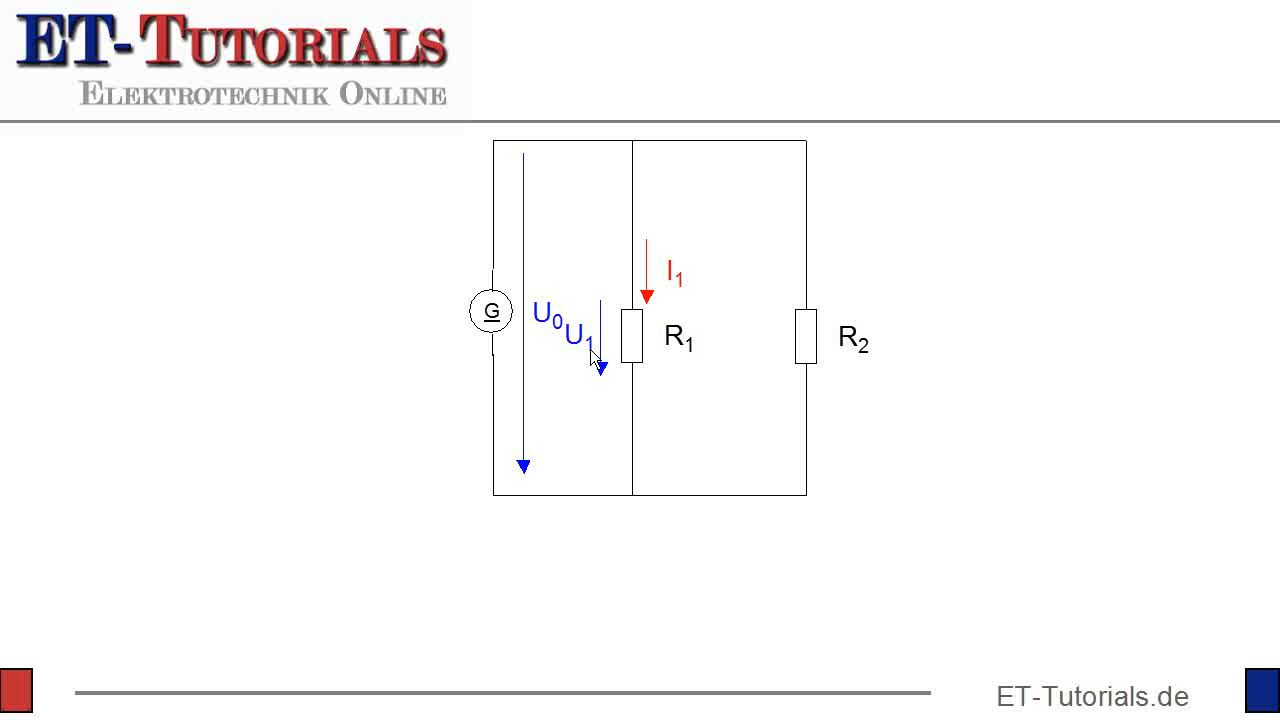 ET-TUTORIALS
ELEKTROTECHNIK ONLINE
I1
G
U0
U1
R1
R2
ET-Tutorials.de